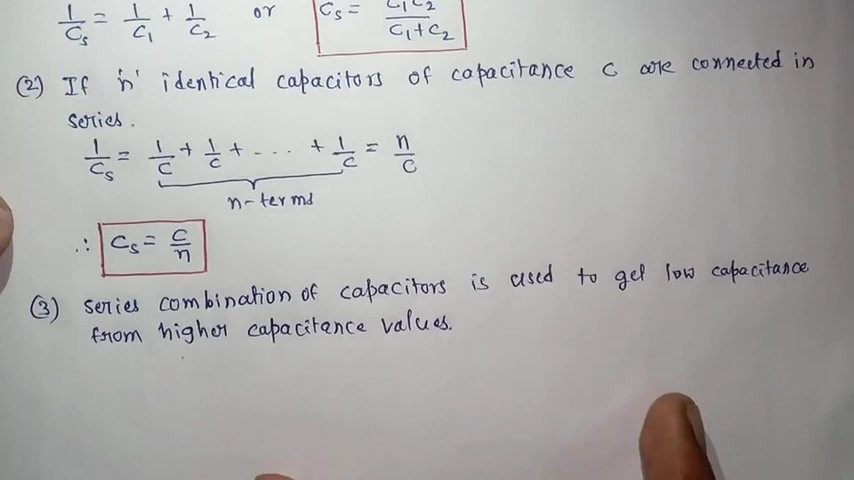 1/Cs = 1/C1 + 1/C2 or Cs = C1C2/C1+C2
(2) If 'n' identical capacitors of capacitance C are connected in
series.
1/Cs = 1/C + 1/C + .... + 1/C = n/C
n-terms
∴ Cs = C/n
(3) series combination of capacitors is used to get low capacitance
from higher capacitance values.